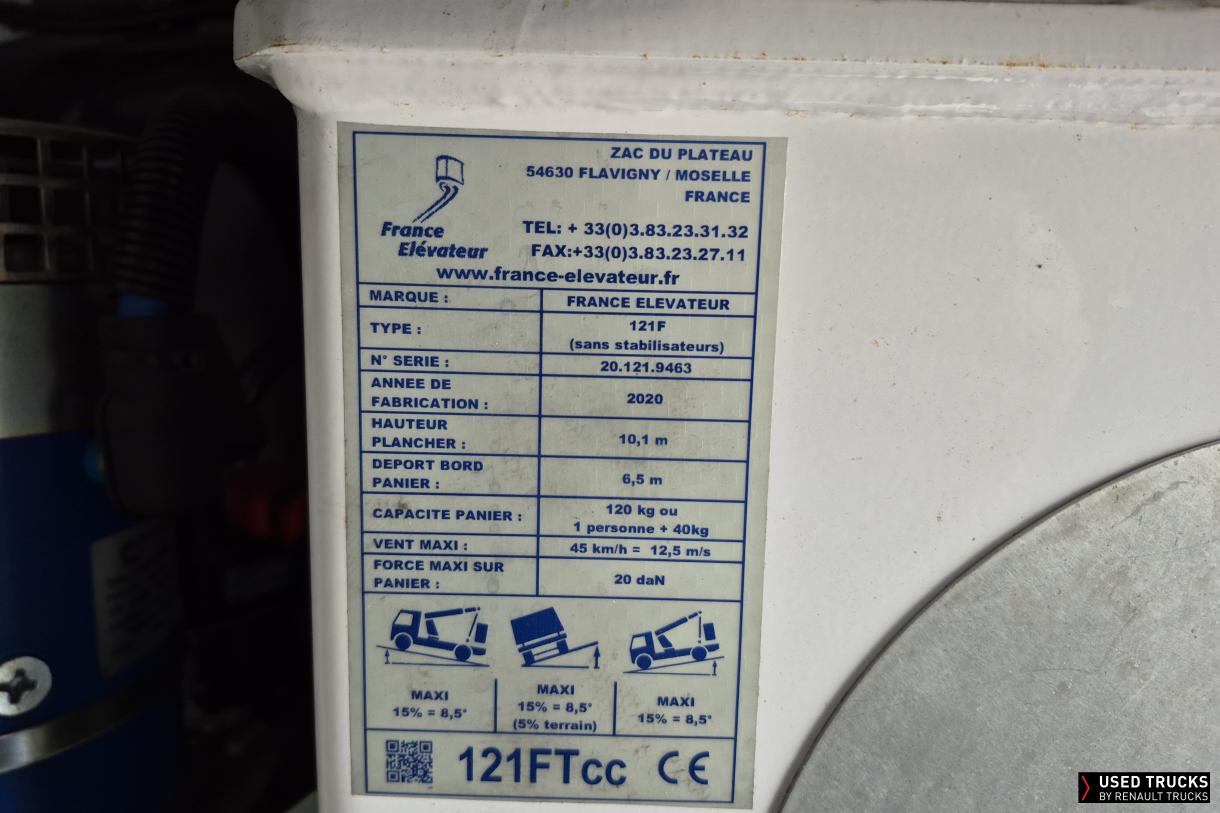 ZAC DU PLATEAU
54630 FLAVIGNY / MOSELLE
FRANCE
France
Elévateur
TEL: + 33(0)3.83.23.31.32
FAX:+33(0)3.83.23.27.11
www.france-elevateur.fr
MARQUE : FRANCE ELEVATEUR
TYPE : 121F
(sans stabilisateurs)
N° SERIE : 20.121.9463
ANNEE DE
FABRICATION : 2020
HAUTEUR
PLANCHER : 10,1 m
DEPORT BORD
PANIER : 6,5 m
CAPACITE PANIER : 120 kg ou
1 personne + 40kg
VENT MAXI : 45 km/h = 12,5 m/s
FORCE MAXI SUR
PANIER : 20 daN
MAXI
15% = 8,5°
MAXI
15% = 8,5°
(5% terrain)
MAXI
15% = 8,5°
121FTCC CE
USED TRUCKS
BY RENAULT TRUCKS